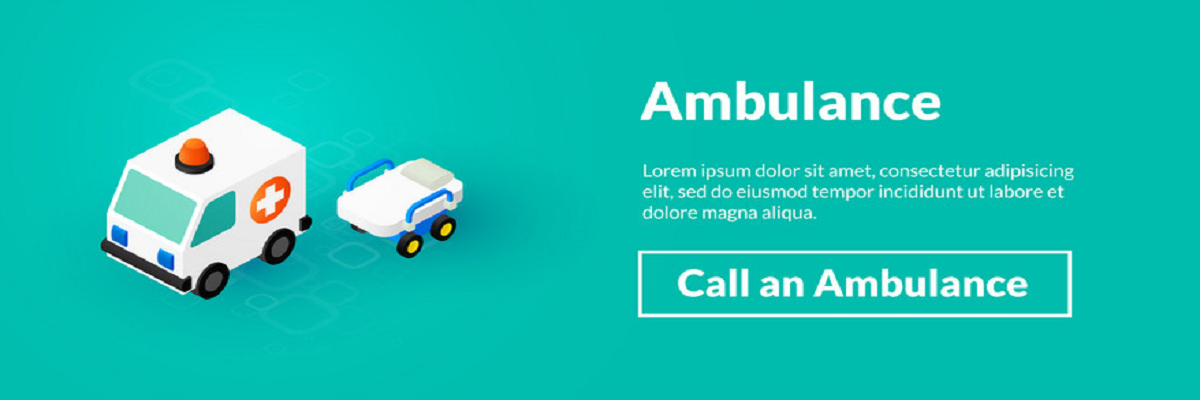 Ambulance
Lorem ipsum dolor sit amet, consectetur adipisicing
elit, sed do eiusmod tempor incididunt ut labore et
dolore magna aliqua.
Call an Ambulance